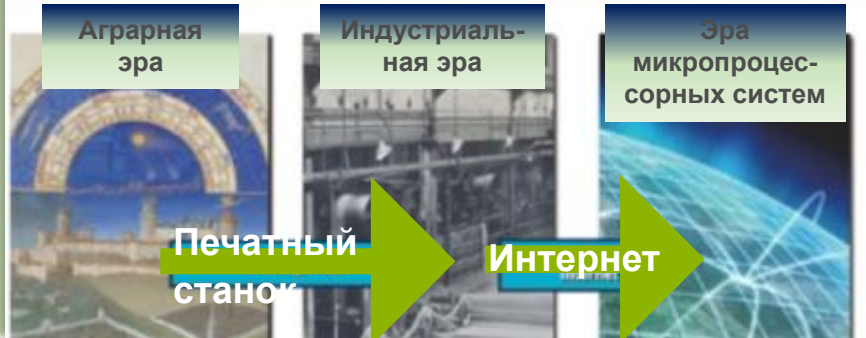 Аграрная
эра
Индустриаль-
ная эра
Эра
микропроцес-
сорных систем
Печатный
станок
Интернет